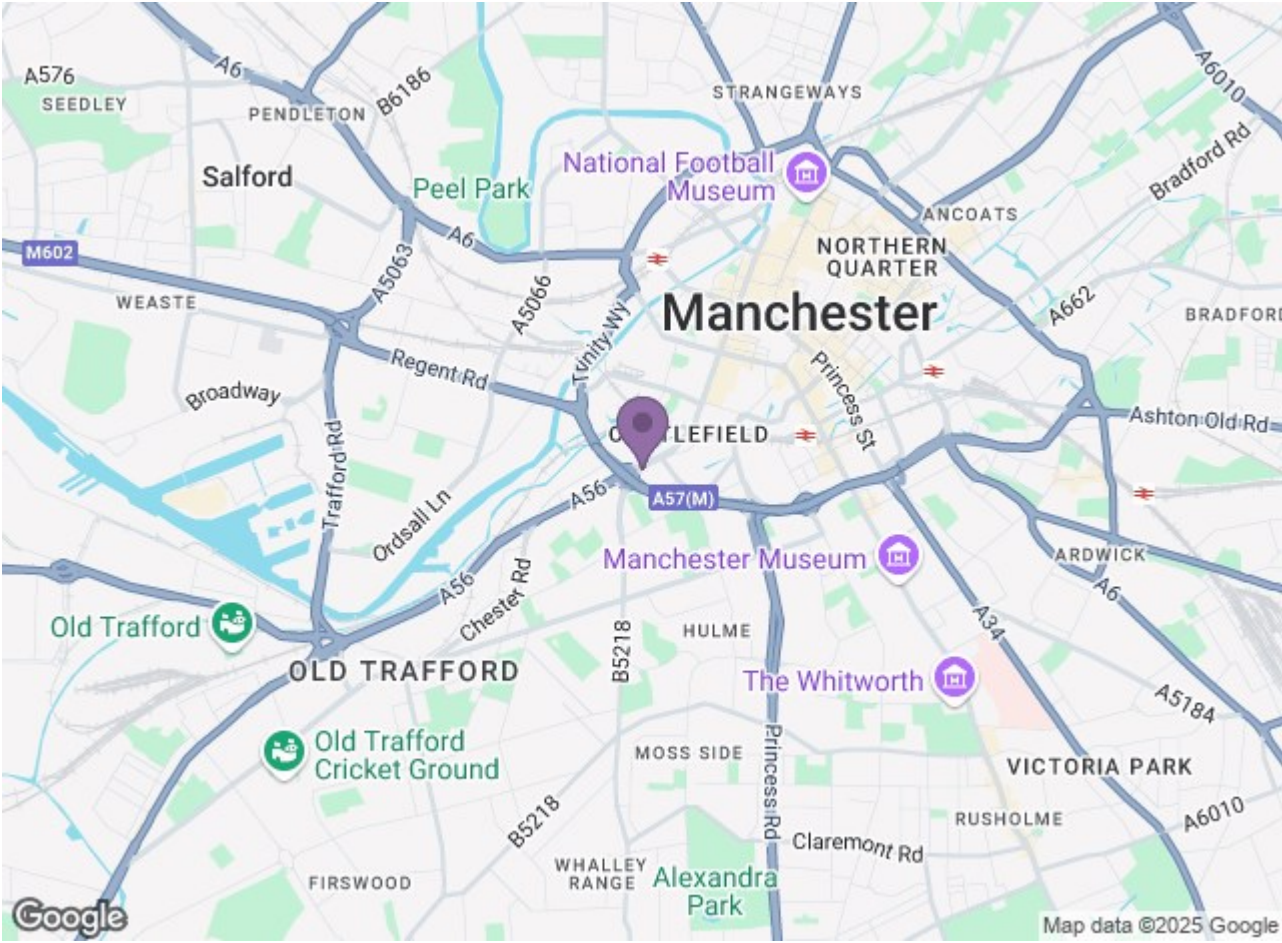 A6
A576
SEEDLEY
PENDLETON
B6186
STRANGEWAYS
A6010
Salford
Peel Park
National Football
Museum
Bradford Rd
ANCOATS
M602
A6
A5063
NORTHERN
QUARTER
WEASTE
A5066
Trinity Wy
Manchester
A662
BRADFORD
Regent Rd
Broadway
Princess St
Ashton Old Rd
Trafford Rd
A56
A57(M)
Ordsall Ln
Manchester Museum
ARDWICK
A6
A56
Chester Rd
Old Trafford
HULME
A34
B5218
OLD TRAFFORD
The Whitworth
A5184
Old Trafford
Cricket Ground
MOSS SIDE
Princess Rd
VICTORIA PARK
B5218
RUSHOLME
A6010
Claremont Rd
WHALLEY
RANGE
Alexandra
Park
FIRSWOOD
Google
Map data ©2025 Google